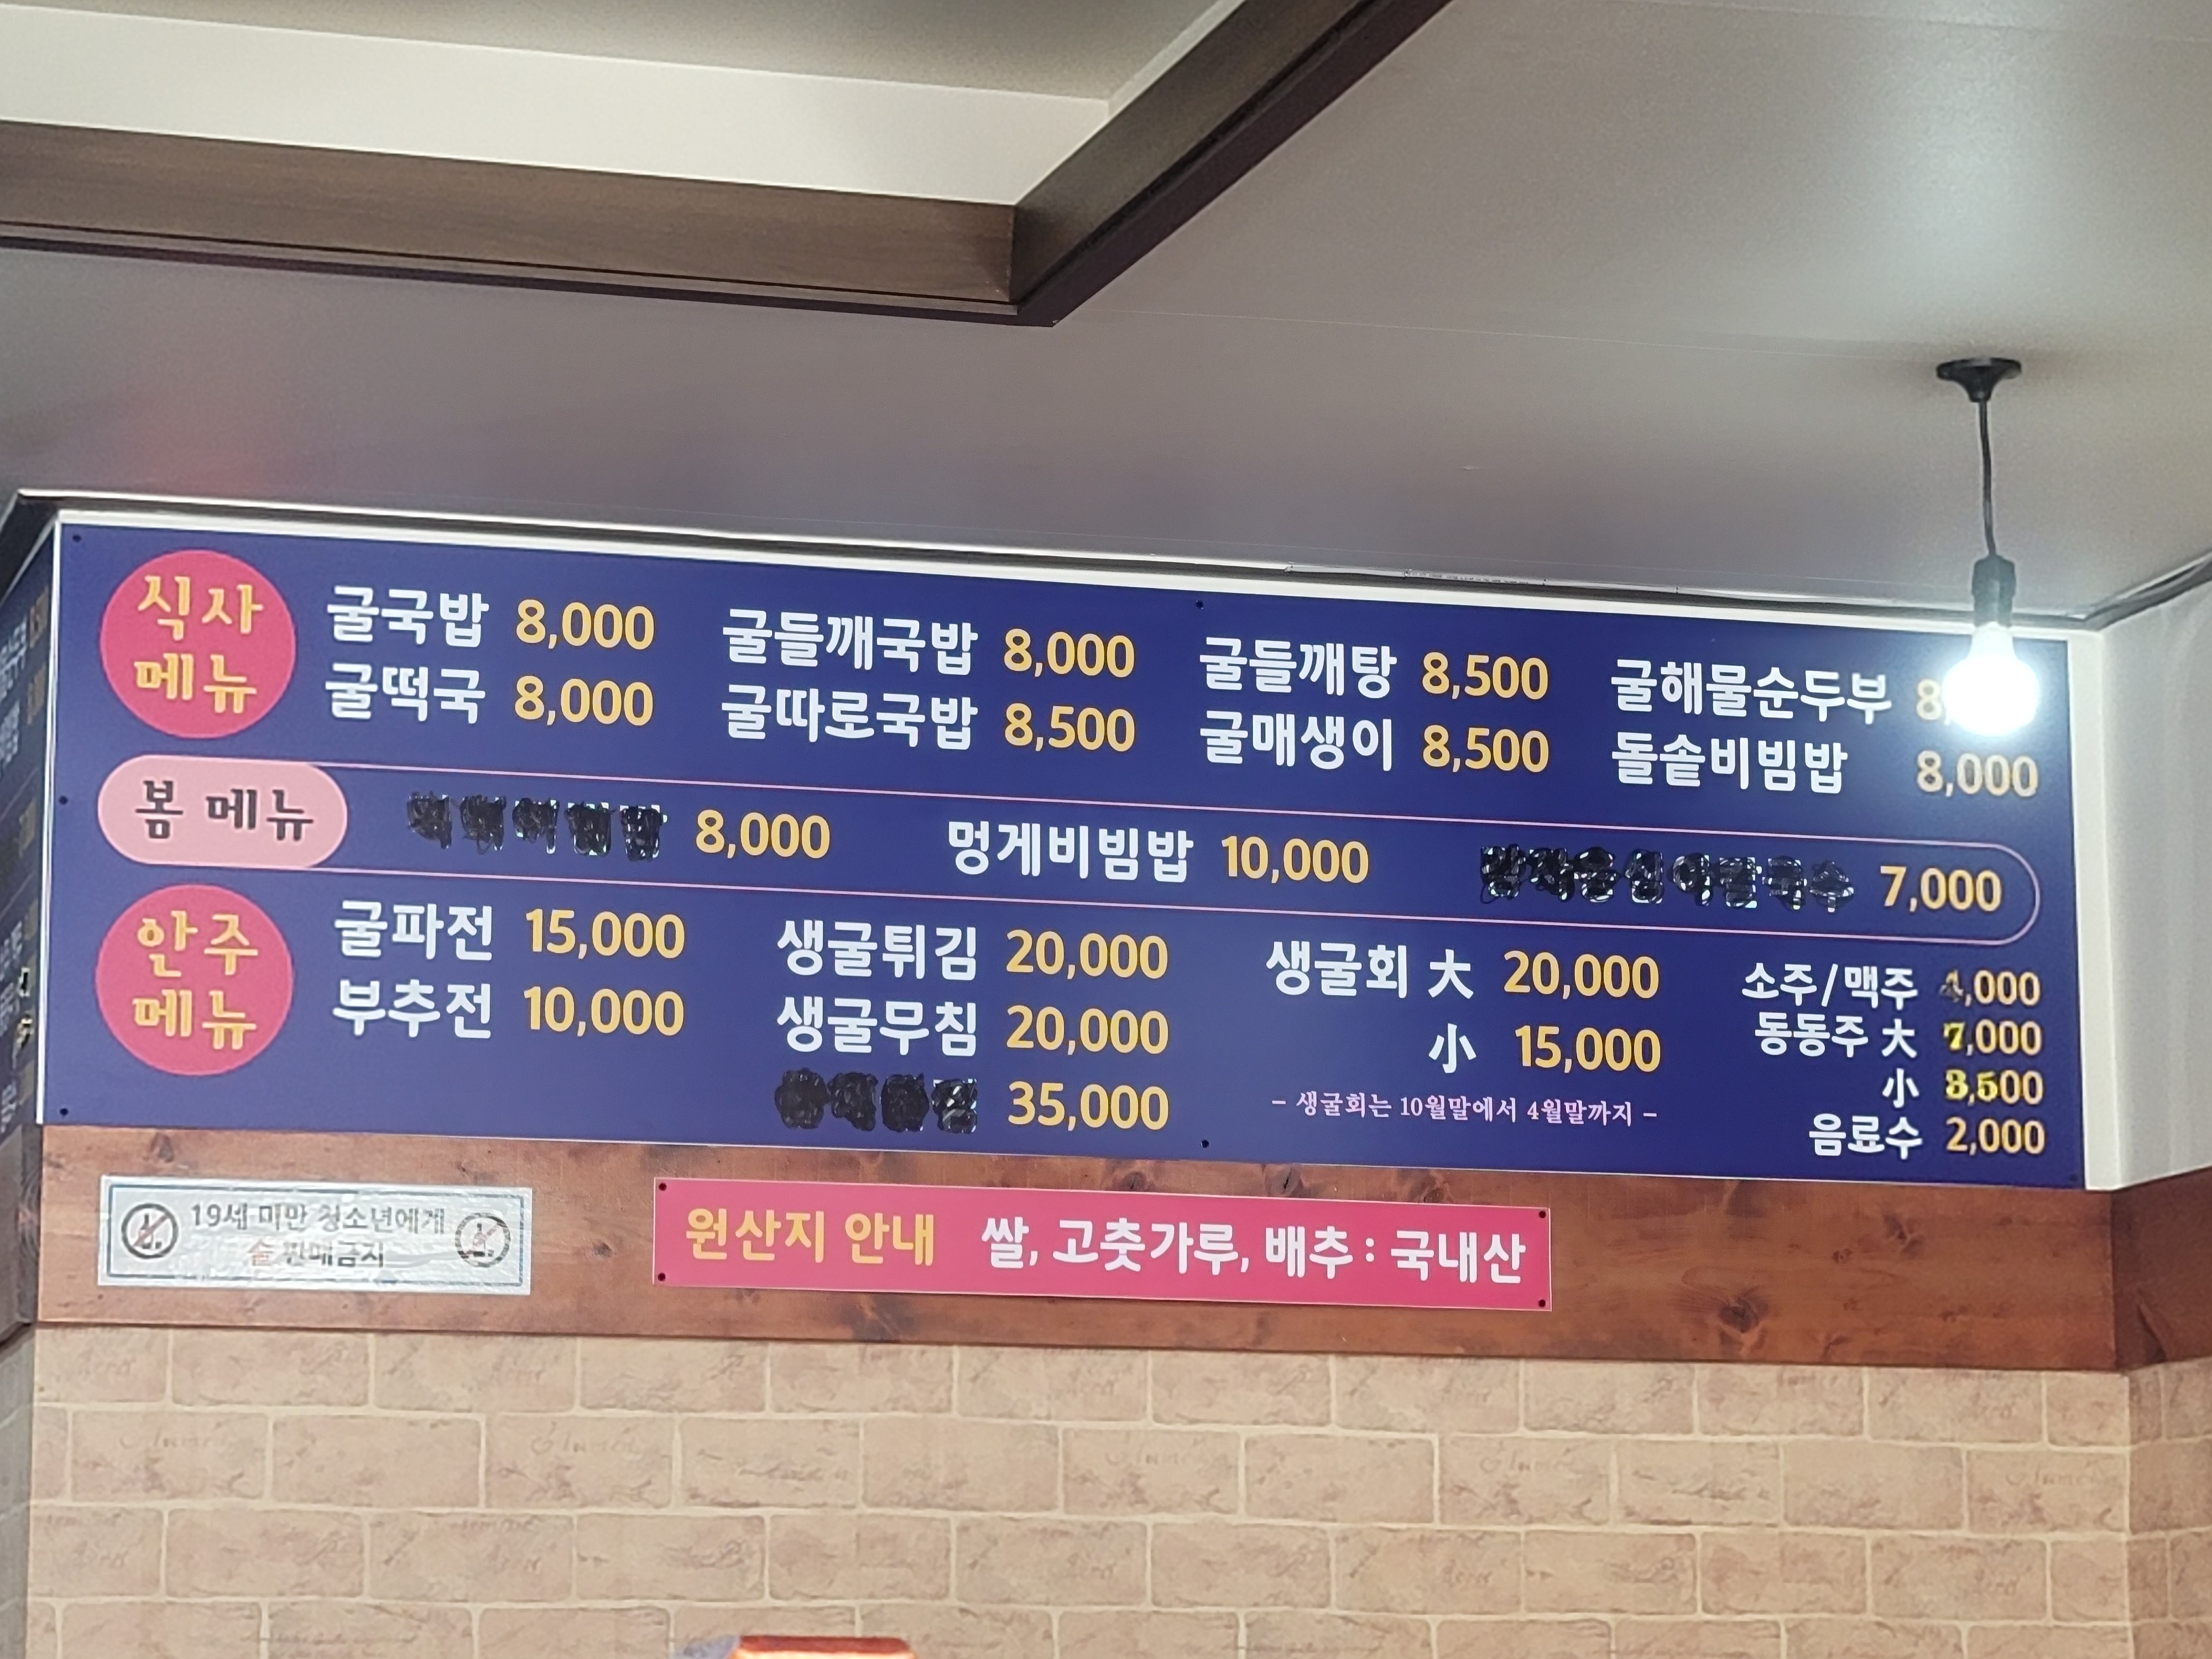 식사 메뉴
굴국밥 8,000 굴들깨국밥 8,000 굴들깨탕 8,500 굴해물순두부
굴떡국 8,000 굴따로국밥 8,500 굴매생이 8,500 돌솥비빔밥 8,000
봄 메뉴 8,000 멍게비빔밥 10,000 7,000
안주 메뉴
굴파전 15,000 생굴튀김 20,000 생굴회 大 20,000 소주/맥주
부추전 10,000 생굴무침 20,000 小 15,000 동동주 大 7,000
小
35,000 - 생굴회는 10월말에서 4월말까지 - 음료수 2,000
19세 미만 청소년에게
술 판매금지
원산지 안내 쌀, 고춧가루, 배추 : 국내산